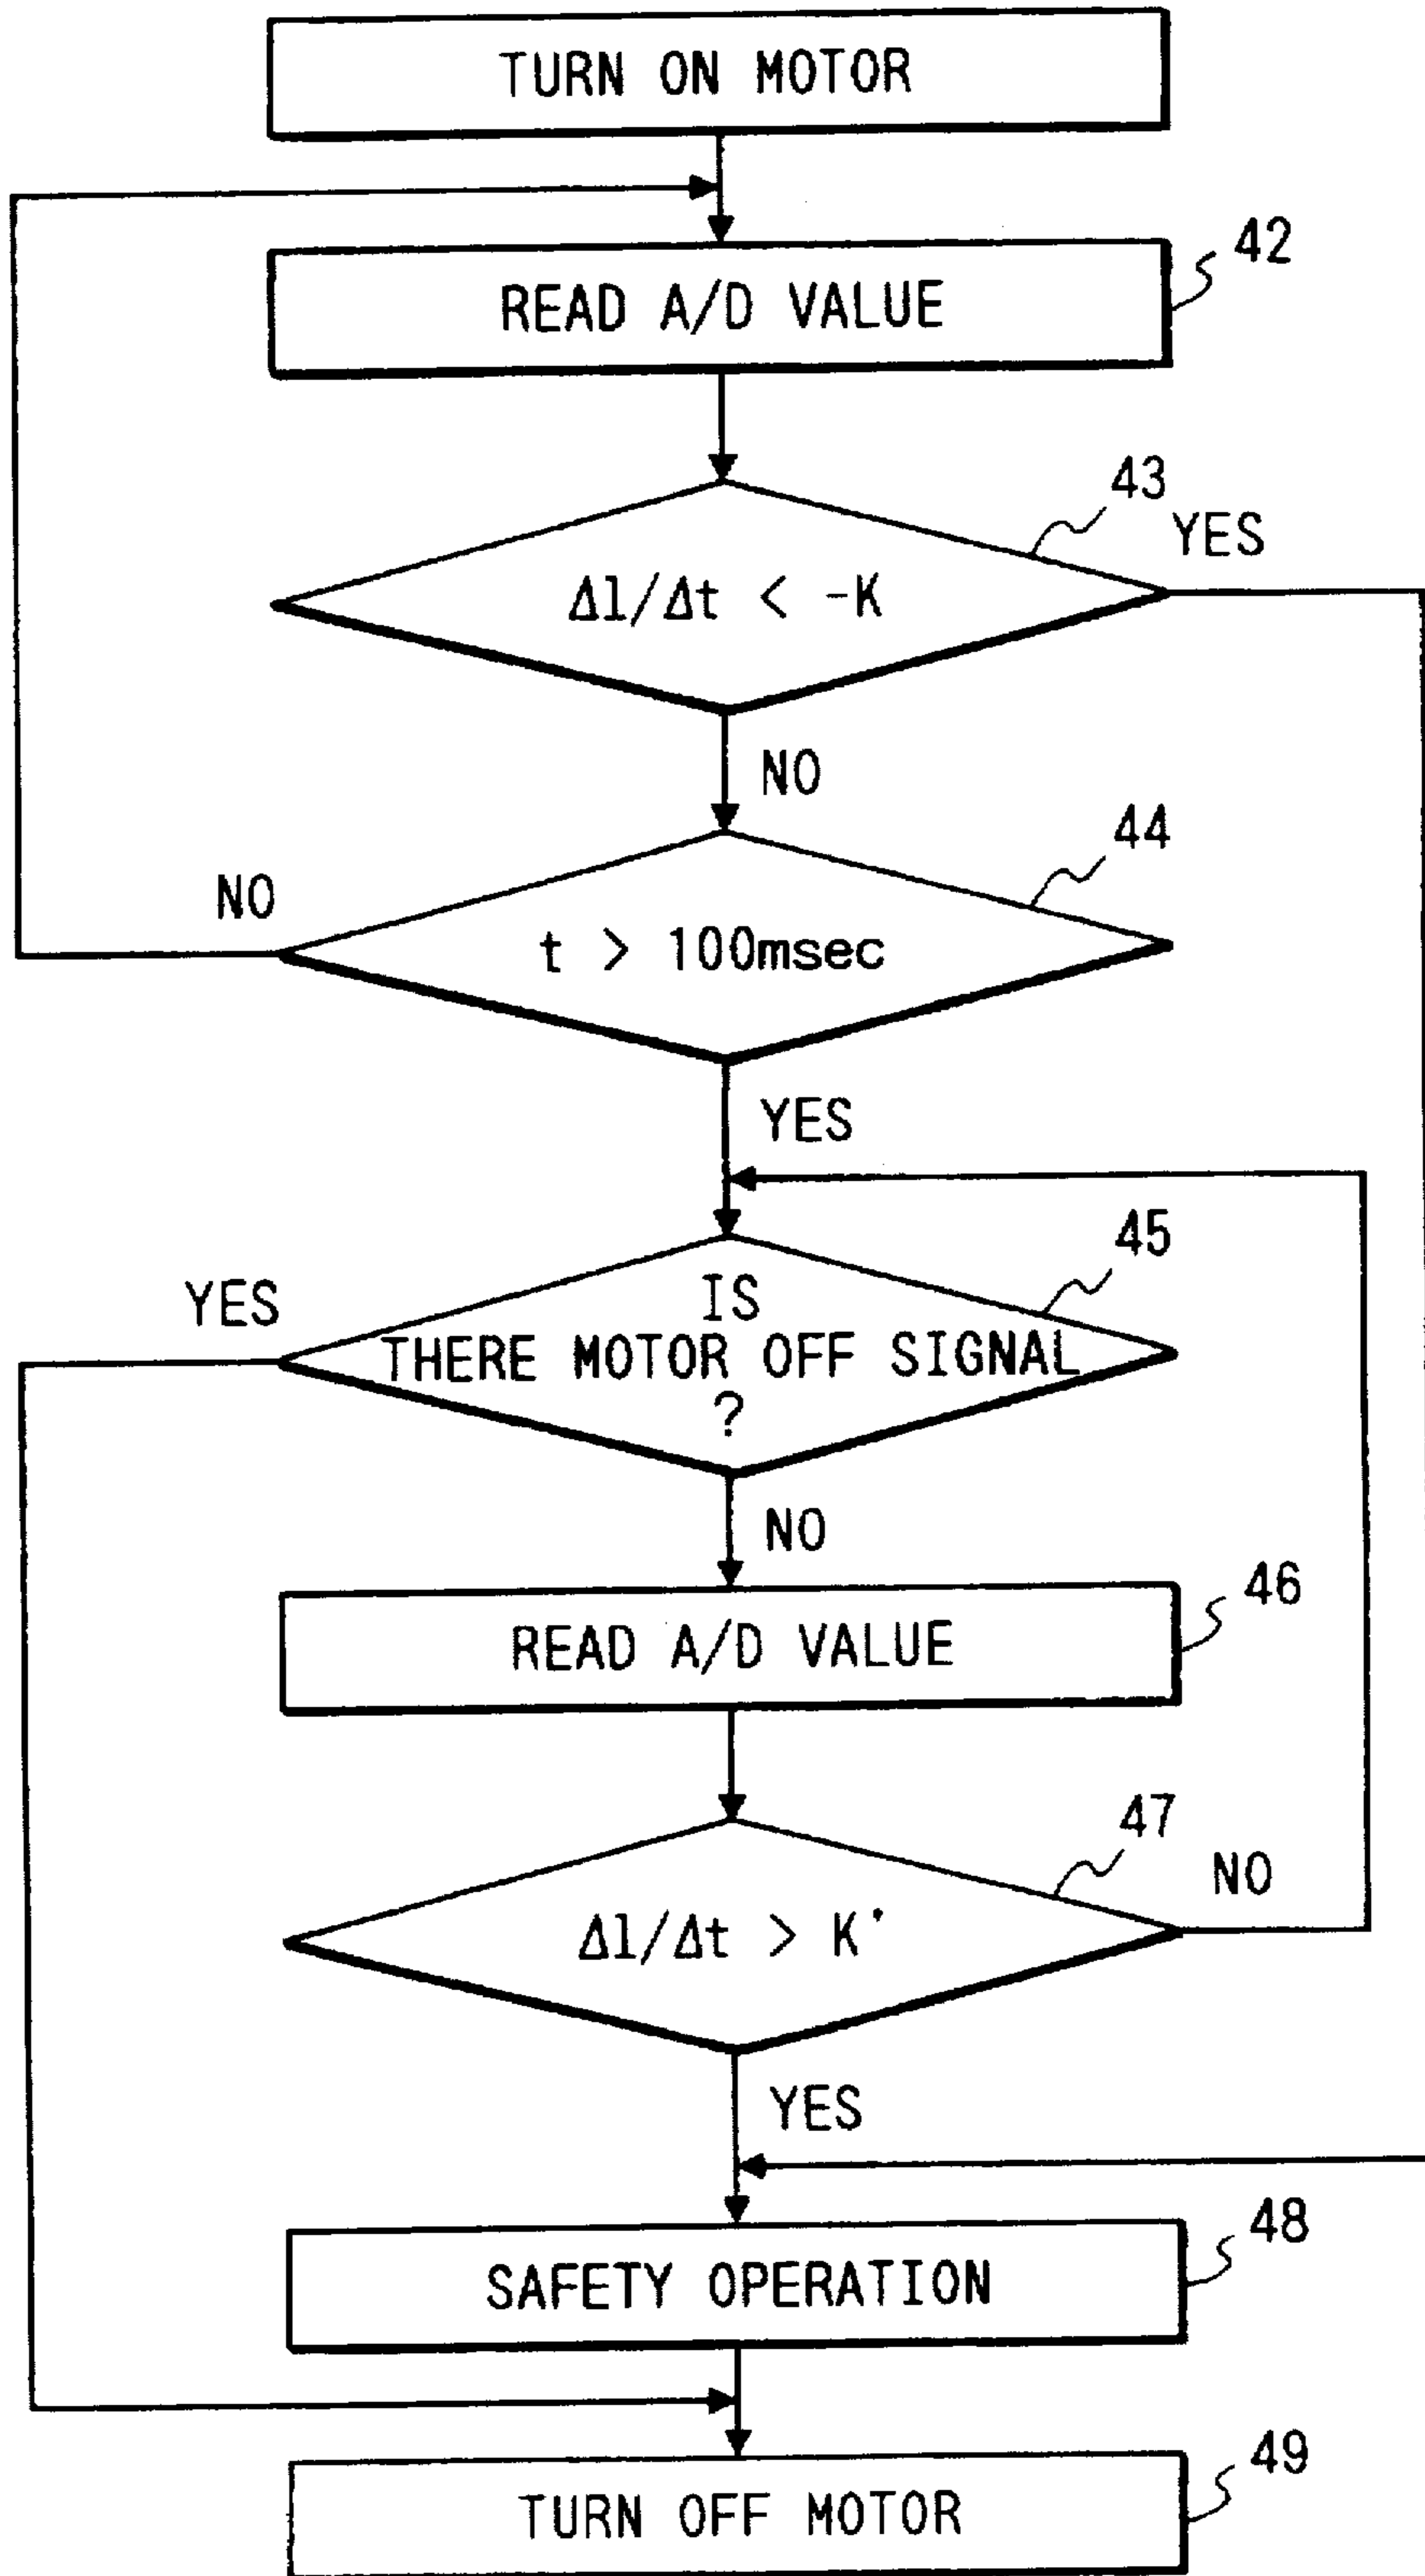 TURN ON MOTOR
42
READ A/D VALUE
43
YES
Δl/Δt < -K
NO
44
NO
t > 100msec
YES
45
YES
IS
THERE MOTOR OFF SIGNAL
?
NO
46
READ A/D VALUE
47
NO
Δl/Δt > K'
YES
48
SAFETY OPERATION
49
TURN OFF MOTOR